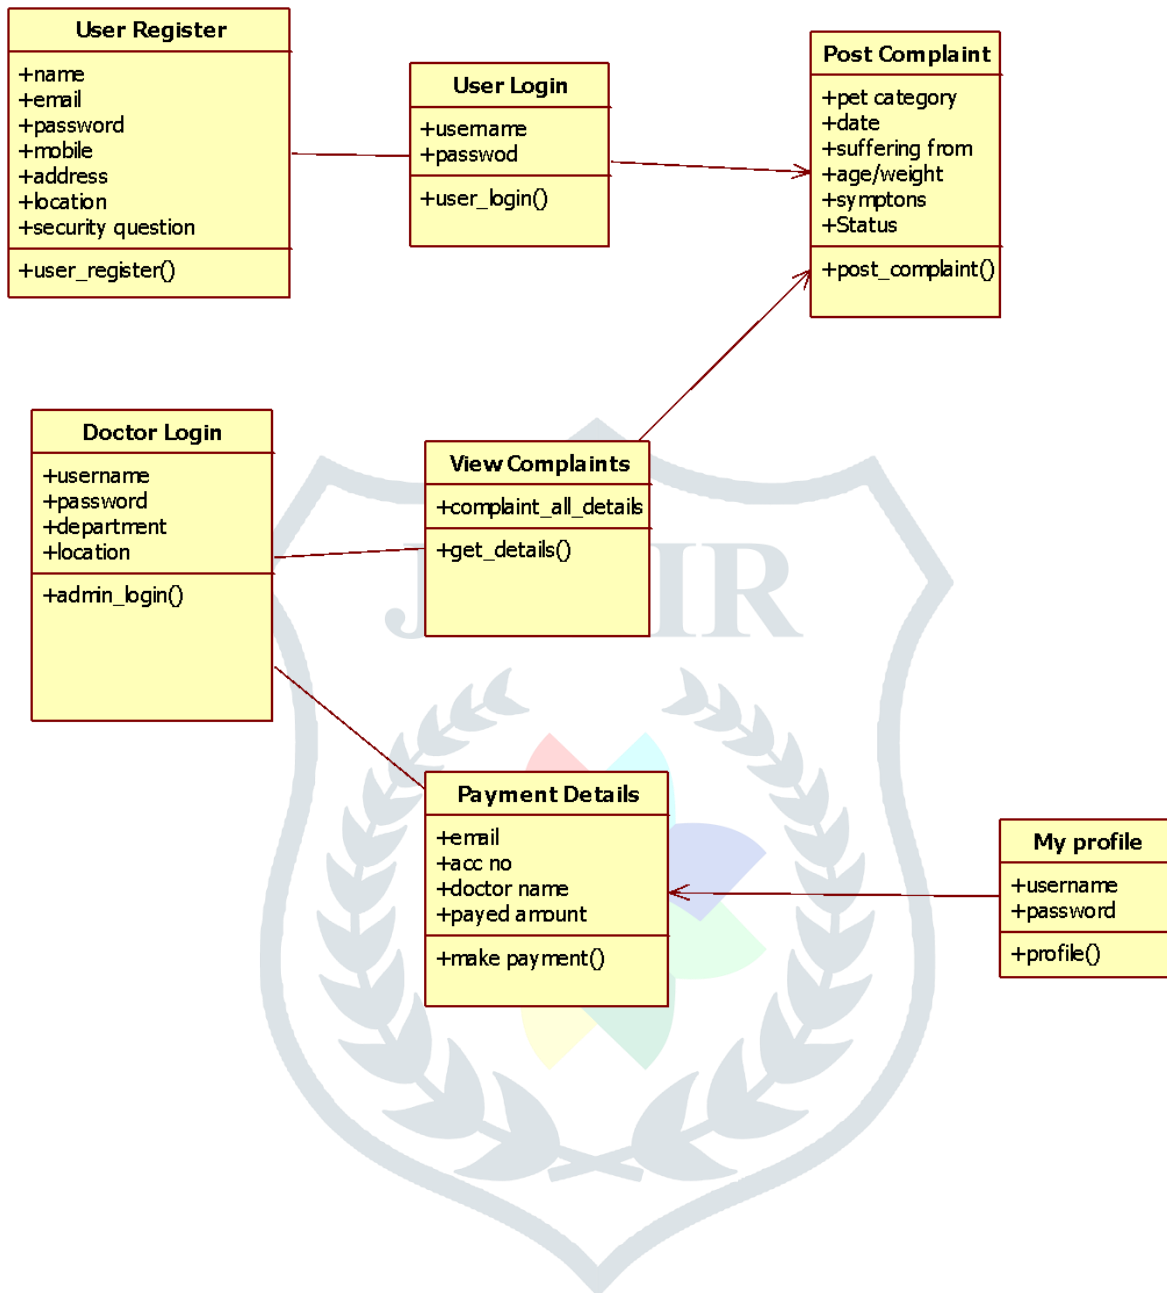 User Register
+name
+email
+password
+mobile
+address
+location
+security question
+user_register()
User Login
+username
+passwod
+user_login()
Post Complaint
+pet category
+date
+suffering from
+age/weight
+symptons
+Status
+post_complaint()
Doctor Login
+username
+password
+department
+location
+admin_login()
View Complaints
+complaint_all_details
+get_details()
Payment Details
+email
+acc no
+doctor name
+payed amount
+make payment()
My profile
+username
+password
+profile()